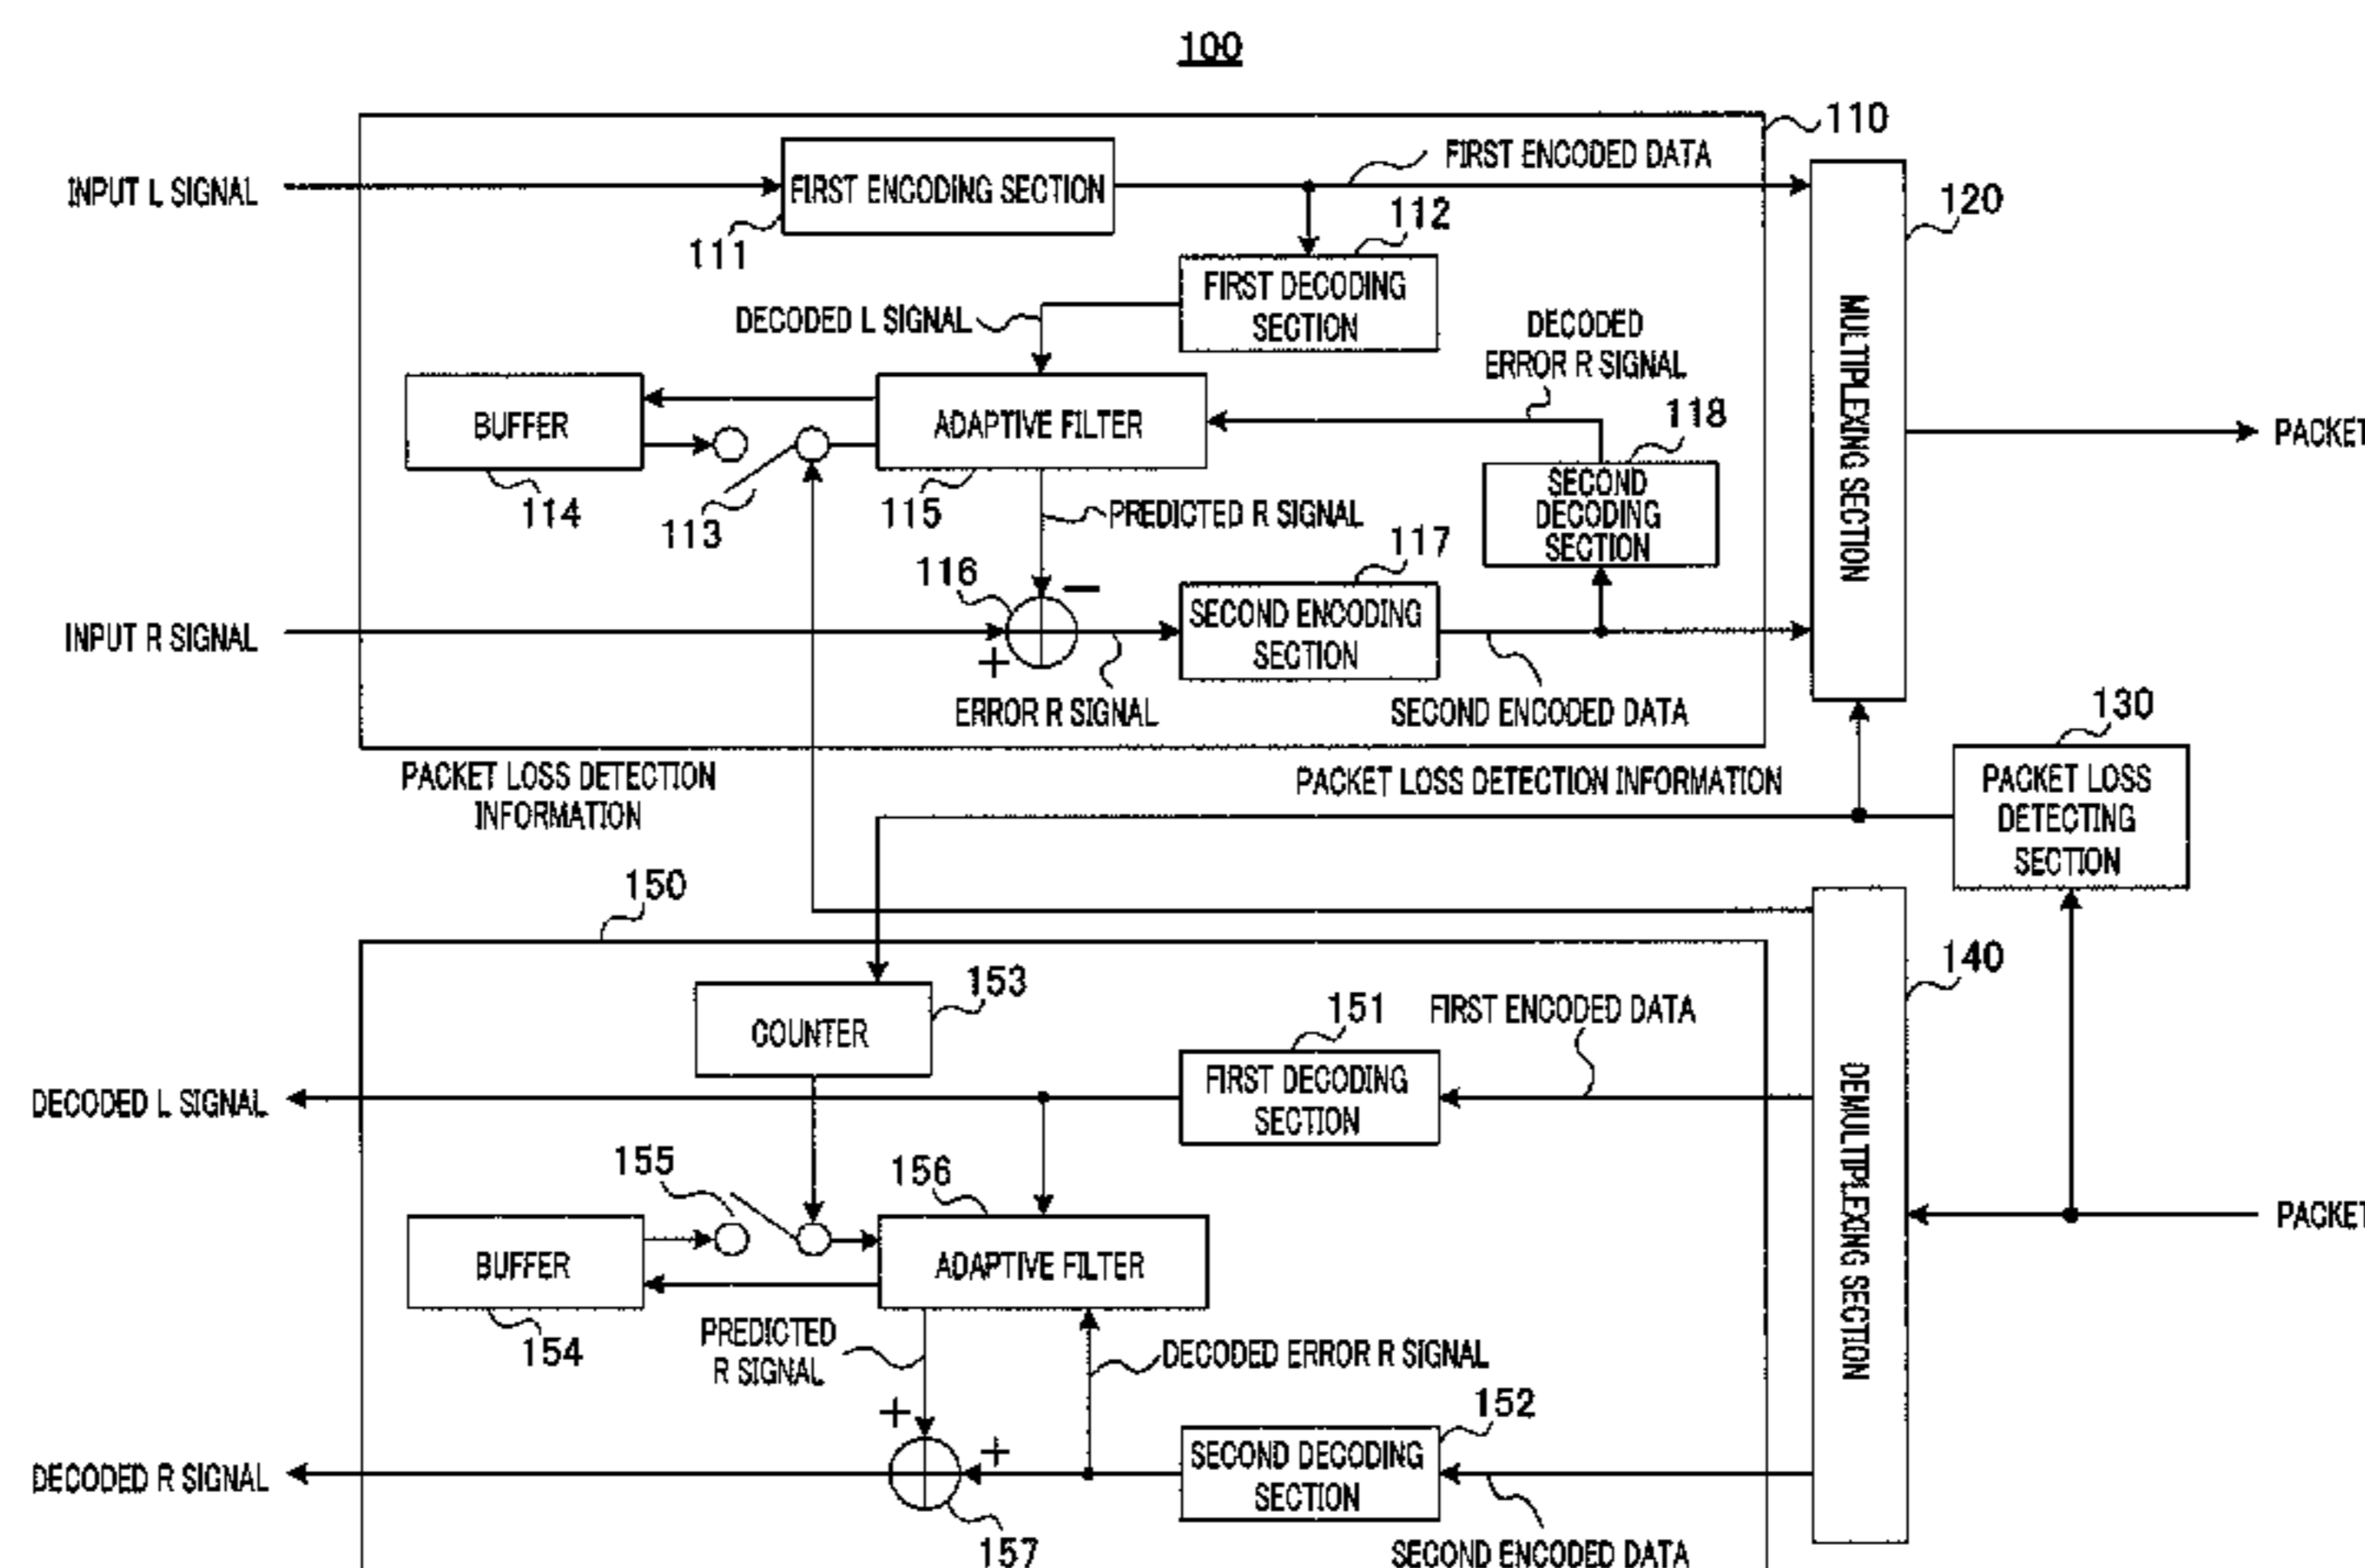 100
110
INPUT L SIGNAL
FIRST ENCODING SECTION
111
FIRST ENCODED DATA
112
120
FIRST DECODING
SECTION
DECODED L SIGNAL
DECODED
ERROR R SIGNAL
MULTIPLEXING SECTION
BUFFER
114
113
ADAPTIVE FILTER
115
118
SECOND
DECODING
SECTION
PACKET
PREDICTED R SIGNAL
116
−
117
SECOND ENCODING
SECTION
INPUT R SIGNAL
+
ERROR R SIGNAL
SECOND ENCODED DATA
130
PACKET LOSS DETECTION
INFORMATION
PACKET LOSS DETECTION INFORMATION
PACKET LOSS
DETECTING
SECTION
150
140
153
COUNTER
151
FIRST ENCODED DATA
FIRST DECODING
SECTION
DECODED L SIGNAL
DEMULTIPLEXING SECTION
155
156
PACKET
BUFFER
154
ADAPTIVE FILTER
PREDICTED
R SIGNAL
DECODED ERROR R SIGNAL
+
+
152
SECOND DECODING
SECTION
DECODED R SIGNAL
157
SECOND ENCODED DATA